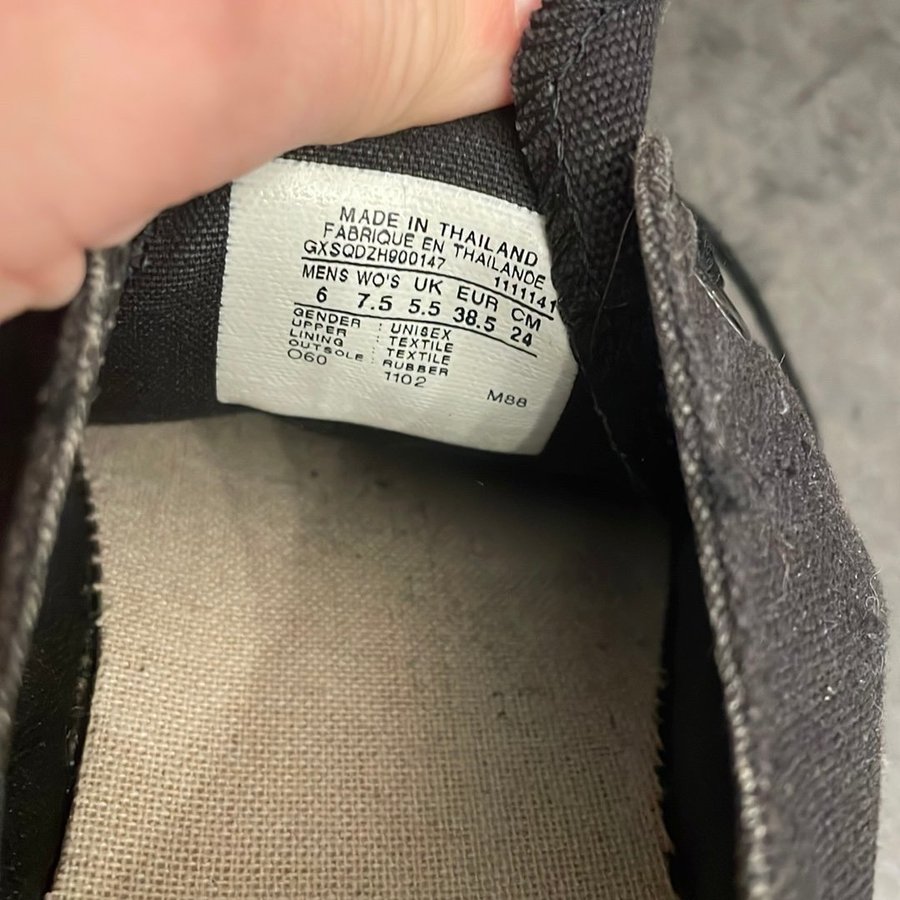 MADE IN THAILAND
FABRIQUE EN THAILANDE
GXSQDZH900147 1111141
MENS WO'S UK EUR CM
6 7.5 5.5 38.5 24
GENDER : UNISEX
UPPER : TEXTILE
LINING : TEXTILE
OUTSOLE : RUBBER
O60 1102 M88